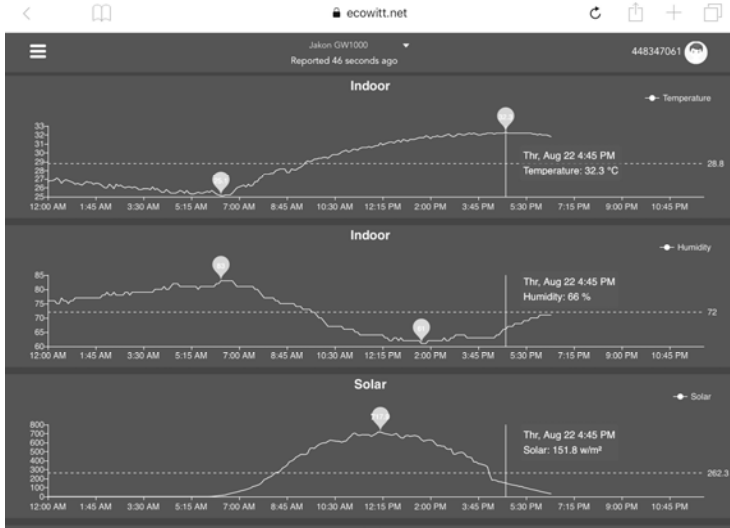 ecowitt.net
Jakon GW1000
Reported 46 seconds ago
448347061
Indoor
Temperature
33
32
31
30
29
28
27
26
25
Thr, Aug 22 4:45 PM
Temperature: 32.3 °C
28.8
12:00 AM 1:45 AM 3:30 AM 5:15 AM 7:00 AM 8:45 AM 10:30 AM 12:15 PM 2:00 PM 3:45 PM 5:30 PM 7:15 PM 9:00 PM 10:45 PM
Indoor
Humidity
83
85
80
75
70
65
60
61
Thr, Aug 22 4:45 PM
Humidity: 66 %
72
12:00 AM 1:45 AM 3:30 AM 5:15 AM 7:00 AM 8:45 AM 10:30 AM 12:15 PM 2:00 PM 3:45 PM 5:30 PM 7:15 PM 9:00 PM 10:45 PM
Solar
Solar
800
700
600
500
400
300
200
100
0
Thr, Aug 22 4:45 PM
Solar: 151.8 w/m²
262.3
12:00 AM 1:45 AM 3:30 AM 5:15 AM 7:00 AM 8:45 AM 10:30 AM 12:15 PM 2:00 PM 3:45 PM 5:30 PM 7:15 PM 9:00 PM 10:45 PM